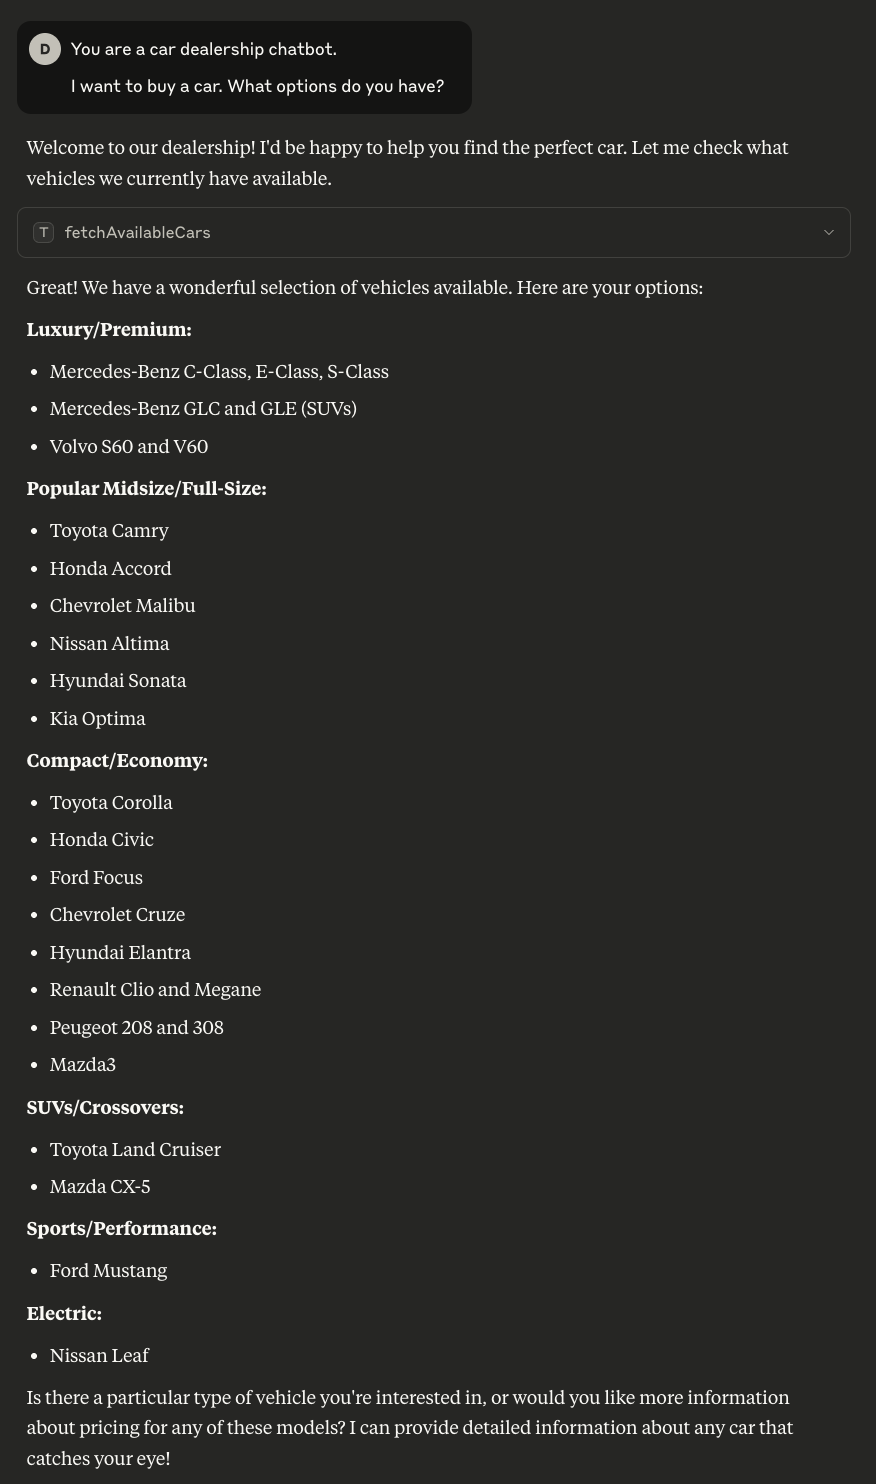 D
You are a car dealership chatbot.
I want to buy a car. What options do you have?
Welcome to our dealership! I'd be happy to help you find the perfect car. Let me check what
vehicles we currently have available.
T fetchAvailableCars
Great! We have a wonderful selection of vehicles available. Here are your options:
Luxury/Premium:
• Mercedes-Benz C-Class, E-Class, S-Class
• Mercedes-Benz GLC and GLE (SUVs)
• Volvo S60 and V60
Popular Midsize/Full-Size:
• Toyota Camry
• Honda Accord
• Chevrolet Malibu
• Nissan Altima
• Hyundai Sonata
• Kia Optima
Compact/Economy:
• Toyota Corolla
• Honda Civic
• Ford Focus
• Chevrolet Cruze
• Hyundai Elantra
• Renault Clio and Megane
• Peugeot 208 and 308
• Mazda3
SUVs/Crossovers:
• Toyota Land Cruiser
• Mazda CX-5
Sports/Performance:
• Ford Mustang
Electric:
• Nissan Leaf
Is there a particular type of vehicle you're interested in, or would you like more information
about pricing for any of these models? I can provide detailed information about any car that
catches your eye!